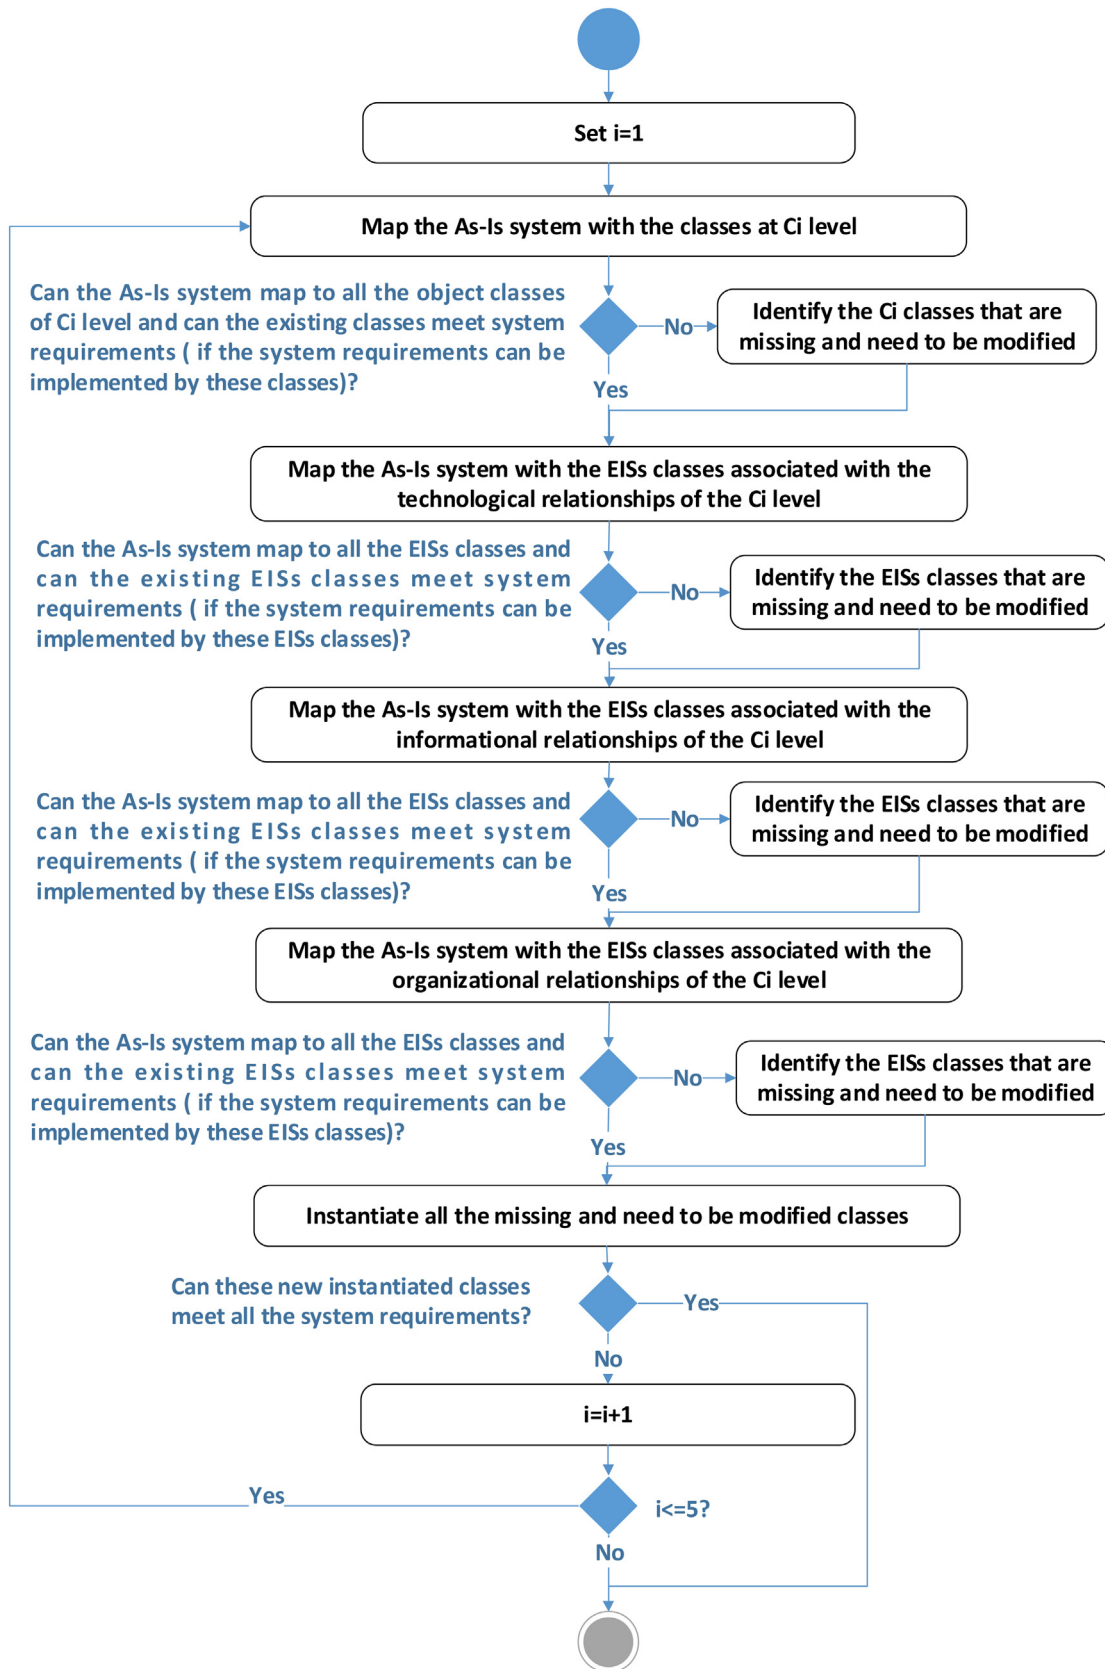 Set i=1
Map the As-Is system with the classes at Ci level
Can the As-Is system map to all the object classes
of Ci level and can the existing classes meet system
requirements ( if the system requirements can be
implemented by these classes)?
No
Identify the Ci classes that are
missing and need to be modified
Yes
Map the As-Is system with the EISs classes associated with the
technological relationships of the Ci level
Can the As-Is system map to all the EISs classes and
can the existing EISs classes meet system
requirements ( if the system requirements can be
implemented by these EISs classes)?
No
Identify the EISs classes that are
missing and need to be modified
Yes
Map the As-Is system with the EISs classes associated with the
informational relationships of the Ci level
Can the As-Is system map to all the EISs classes and
can the existing EISs classes meet system
requirements ( if the system requirements can be
implemented by these EISs classes)?
No
Identify the EISs classes that are
missing and need to be modified
Yes
Map the As-Is system with the EISs classes associated with the
organizational relationships of the Ci level
Can the As-Is system map to all the EISs classes and
can the existing EISs classes meet system
requirements ( if the system requirements can be
implemented by these EISs classes)?
No
Identify the EISs classes that are
missing and need to be modified
Yes
Instantiate all the missing and need to be modified classes
Can these new instantiated classes
meet all the system requirements?
Yes
No
i=i+1
Yes
i<=5?
No